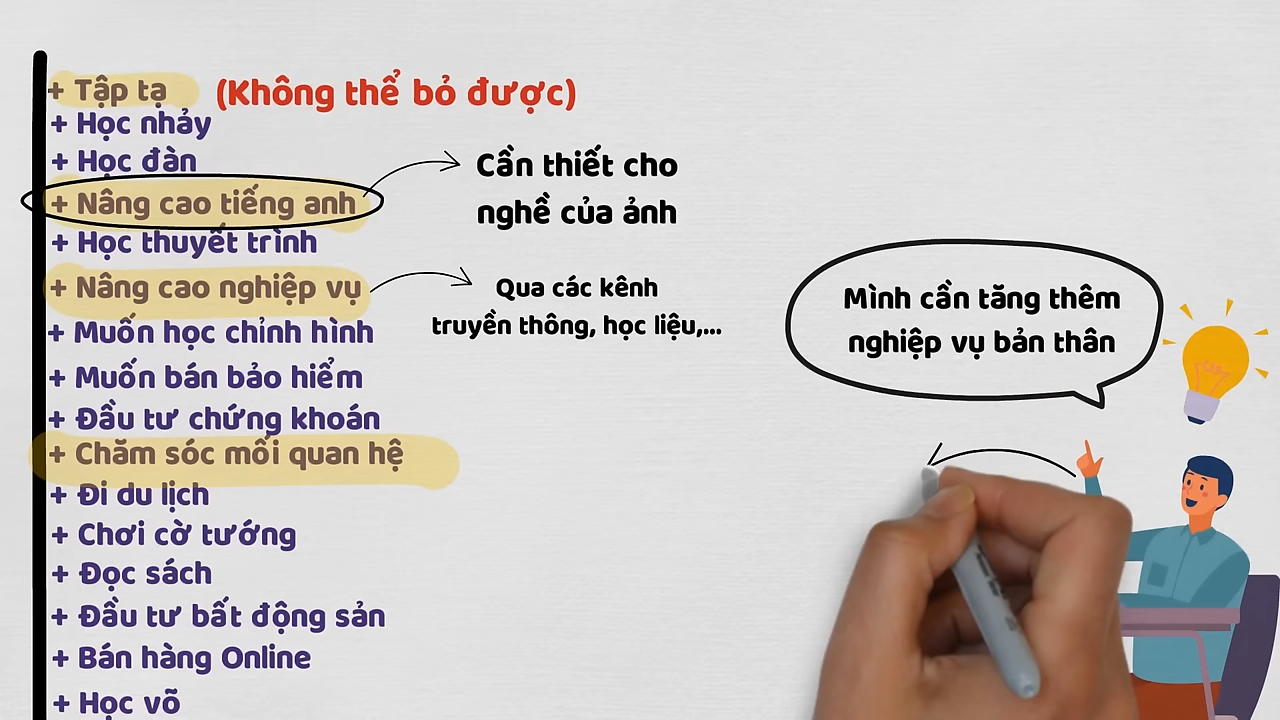 + Tập tạ (Không thể bỏ được)
+ Học nhảy
+ Học đàn
+ Nâng cao tiếng anh
+ Học thuyết trình
+ Nâng cao nghiệp vụ
+ Muốn học chỉnh hình
+ Muốn bán bảo hiểm
+ Đầu tư chứng khoán
+ Chăm sóc mối quan hệ
+ Đi du lịch
+ Chơi cờ tướng
+ Đọc sách
+ Đầu tư bất động sản
+ Bán hàng Online
+ Học võ
Cần thiết cho
nghề của ảnh
Qua các kênh
truyền thông, học liệu,...
Mình cần tăng thêm
nghiệp vụ bản thân